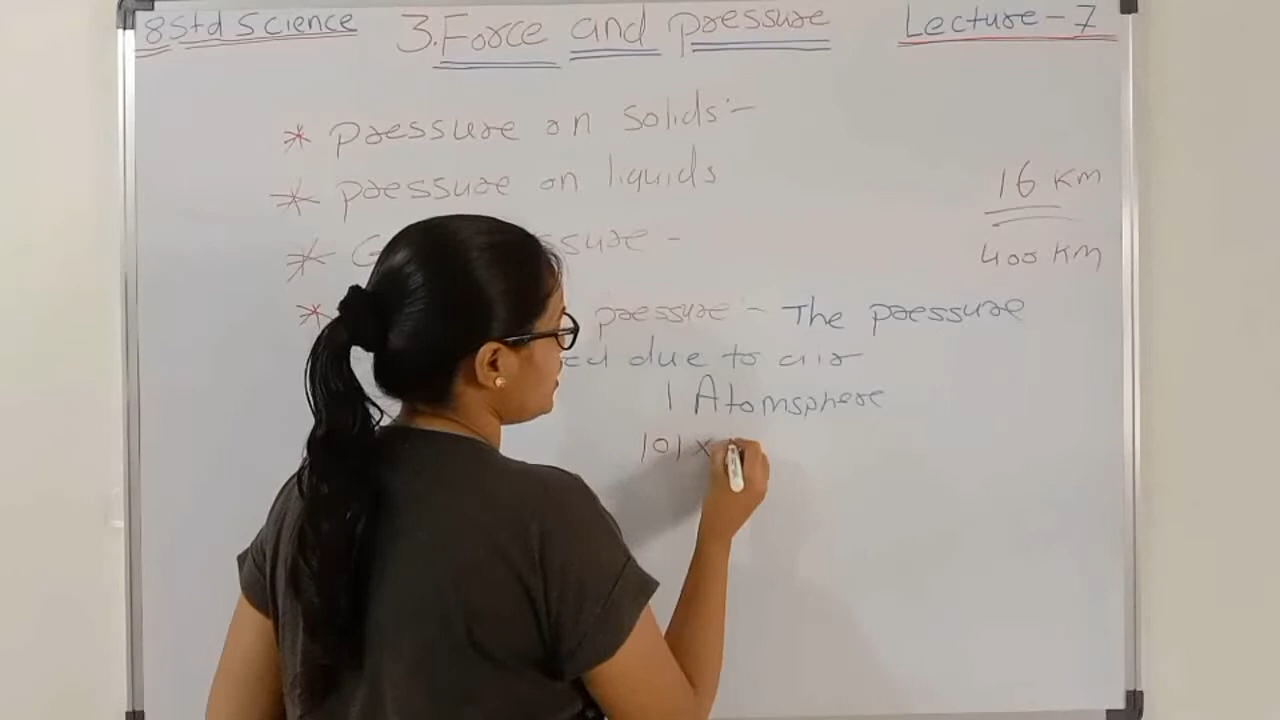 8Std Science 3.Force and pressure Lecture-7
* pressure on solids:-
* pressure on liquids
16 KM
* G ssure -
400 KM
* pressure - The pressure
ed due to air
1 Atomsphere
101 x